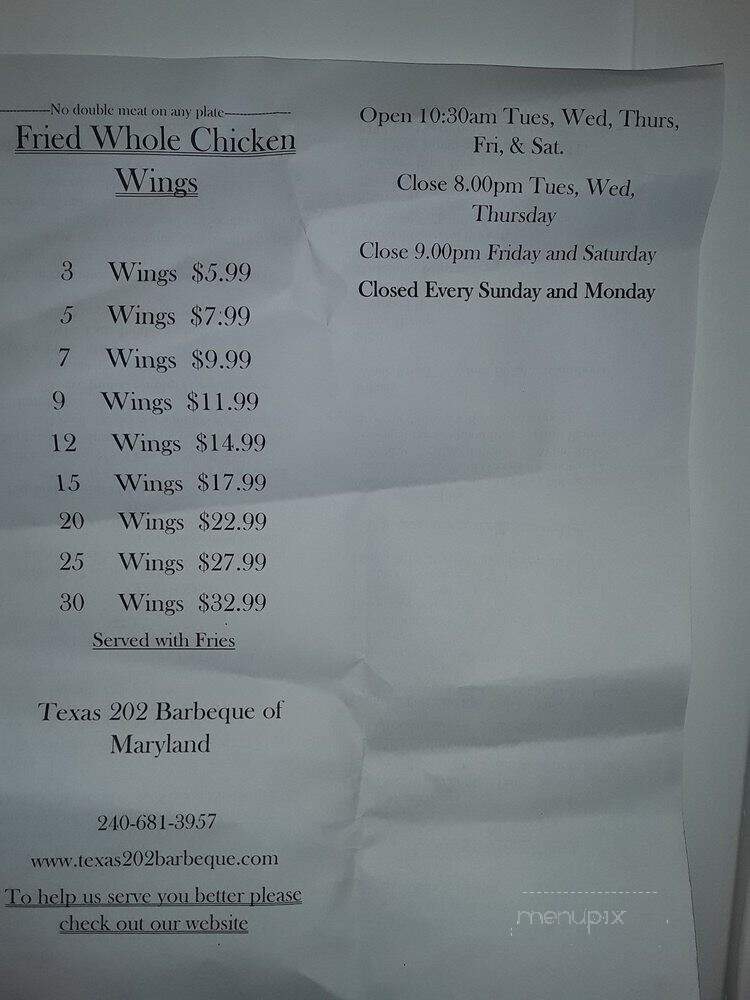 No double meat on any plate
Fried Whole Chicken
Wings
3 Wings $5.99
5 Wings $7.99
7 Wings $9.99
9 Wings $11.99
12 Wings $14.99
15 Wings $17.99
20 Wings $22.99
25 Wings $27.99
30 Wings $32.99
Served with Fries
Texas 202 Barbeque of
Maryland
240-681-3957
www.texas202barbeque.com
To help us serve you better please
check out our website
Open 10:30am Tues, Wed, Thurs,
Fri, & Sat.
Close 8.00pm Tues, Wed,
Thursday
Close 9.00pm Friday and Saturday
Closed Every Sunday and Monday
menupix